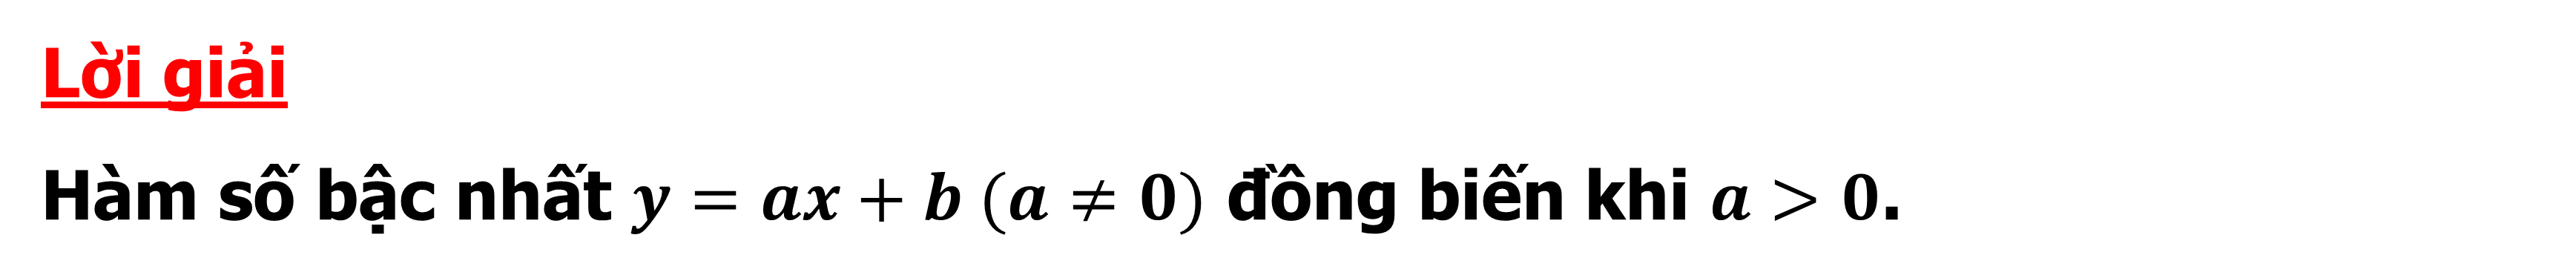 Lời giải
Hàm số bậc nhất y = ax + b (a ≠ 0) đồng biến khi a > 0.